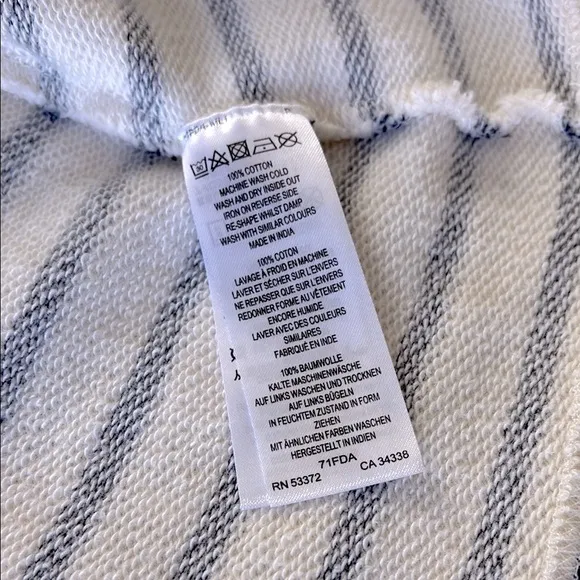 100% COTTON
MACHINE WASH COLD
WASH AND DRY INSIDE OUT
IRON ON REVERSE SIDE
RE-SHAPE WHILST DAMP
WASH WITH SIMILAR COLOURS
MADE IN INDIA
100% COTON
LAVAGE À FROID EN MACHINE
LAVER ET SÉCHER SUR L'ENVERS
NE REPASSER QUE SUR L'ENVERS
REDONNER FORME AU VÊTEMENT
ENCORE HUMIDE
LAVER AVEC DES COULEURS
SIMILAIRES
FABRIQUÉ EN INDE
100% BAUMWOLLE
KALTE MASCHINENWÄSCHE
AUF LINKS WASCHEN UND TROCKNEN
AUF LINKS BÜGELN
IN FEUCHTEM ZUSTAND IN FORM
ZIEHEN
MIT ÄHNLICHEN FARBEN WASCHEN
HERGESTELLT IN INDIEN
71FDA
RN 53372 CA 34338